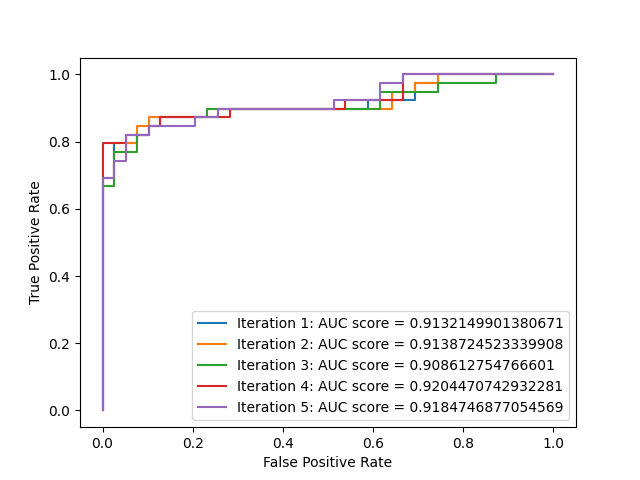 1.0
0.8
0.6
0.4
0.2
0.0
True Positive Rate
Iteration 1: AUC score = 0.9132149901380671
Iteration 2: AUC score = 0.9138724523339908
Iteration 3: AUC score = 0.908612754766601
Iteration 4: AUC score = 0.9204470742932281
Iteration 5: AUC score = 0.9184746877054569
0.0 0.2 0.4 0.6 0.8 1.0
False Positive Rate